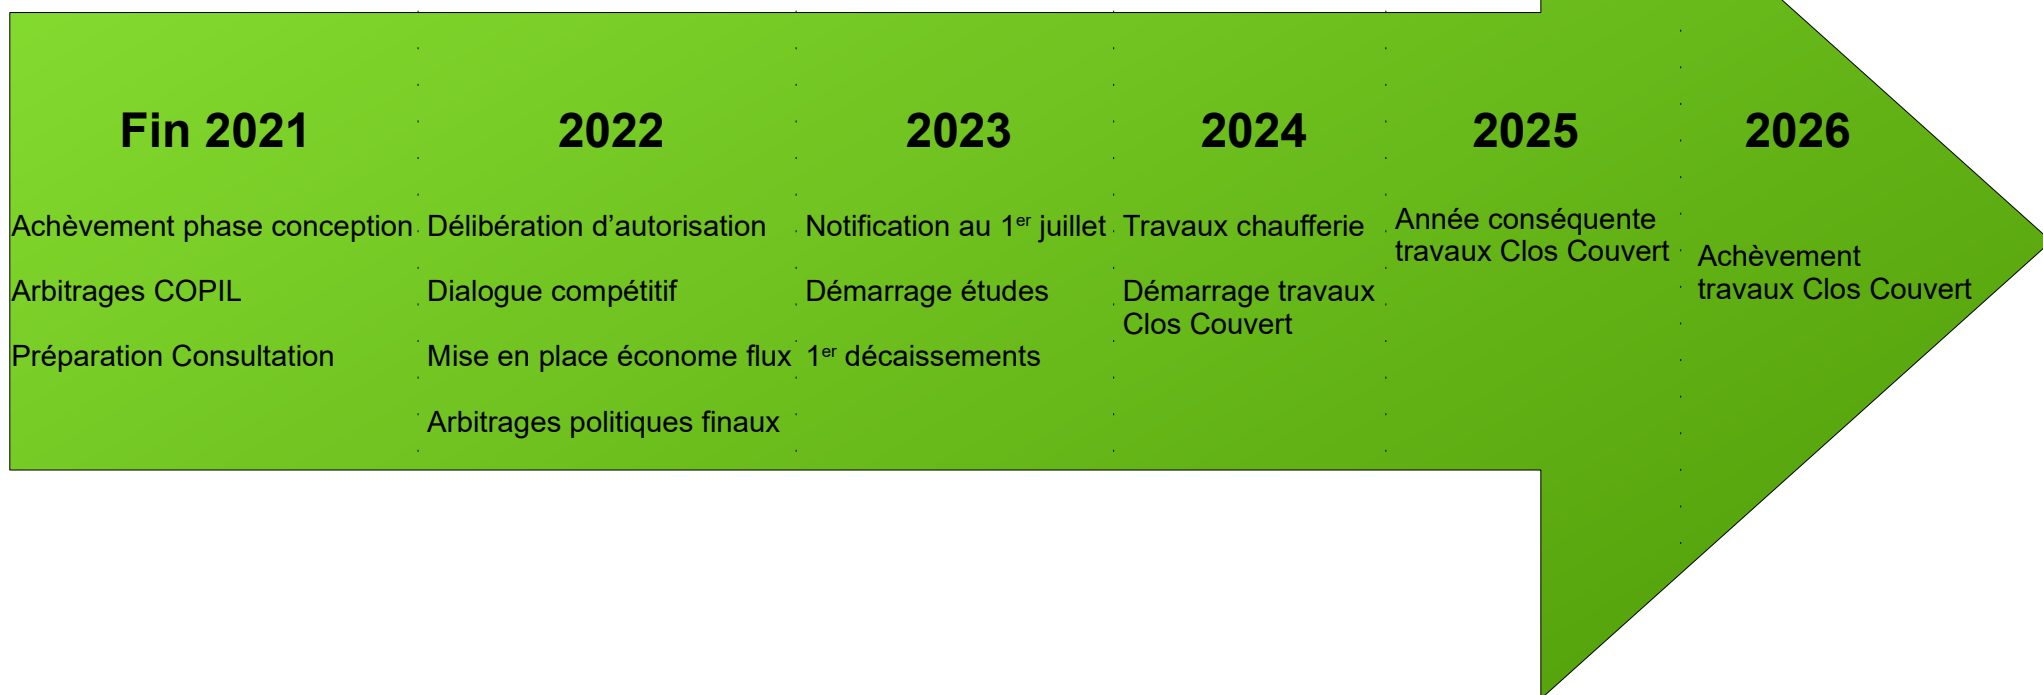 Fin 2021
Achèvement phase conception
Arbitrages COPIL
Préparation Consultation
2022
Délibération d’autorisation
Dialogue compétitif
Mise en place économe flux
Arbitrages politiques finaux
2023
Notification au 1er juillet
Démarrage études
1er décaissements
2024
Travaux chaufferie
Démarrage travaux
Clos Couvert
2025
Année conséquente
travaux Clos Couvert
2026
Achèvement
travaux Clos Couvert